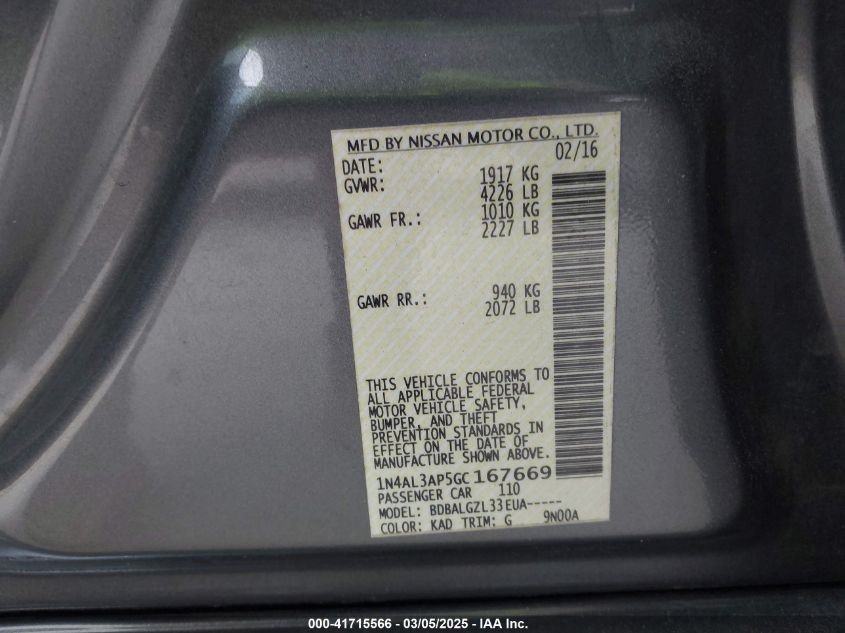 MFD BY NISSAN MOTOR CO., LTD.
DATE: 02/16
GVWR: 1917 KG
4226 LB
GAWR FR.: 1010 KG
2227 LB
GAWR RR.: 940 KG
2072 LB
THIS VEHICLE CONFORMS TO
ALL APPLICABLE FEDERAL
MOTOR VEHICLE SAFETY,
BUMPER, AND THEFT
PREVENTION STANDARDS IN
EFFECT ON THE DATE OF
MANUFACTURE SHOWN ABOVE.
1N4AL3AP5GC167669
PASSENGER CAR 110
MODEL: BDBALGZL33EUA-----
COLOR: KAD TRIM: G 9N00A
000-41715566 - 03/05/2025 - IAA Inc.